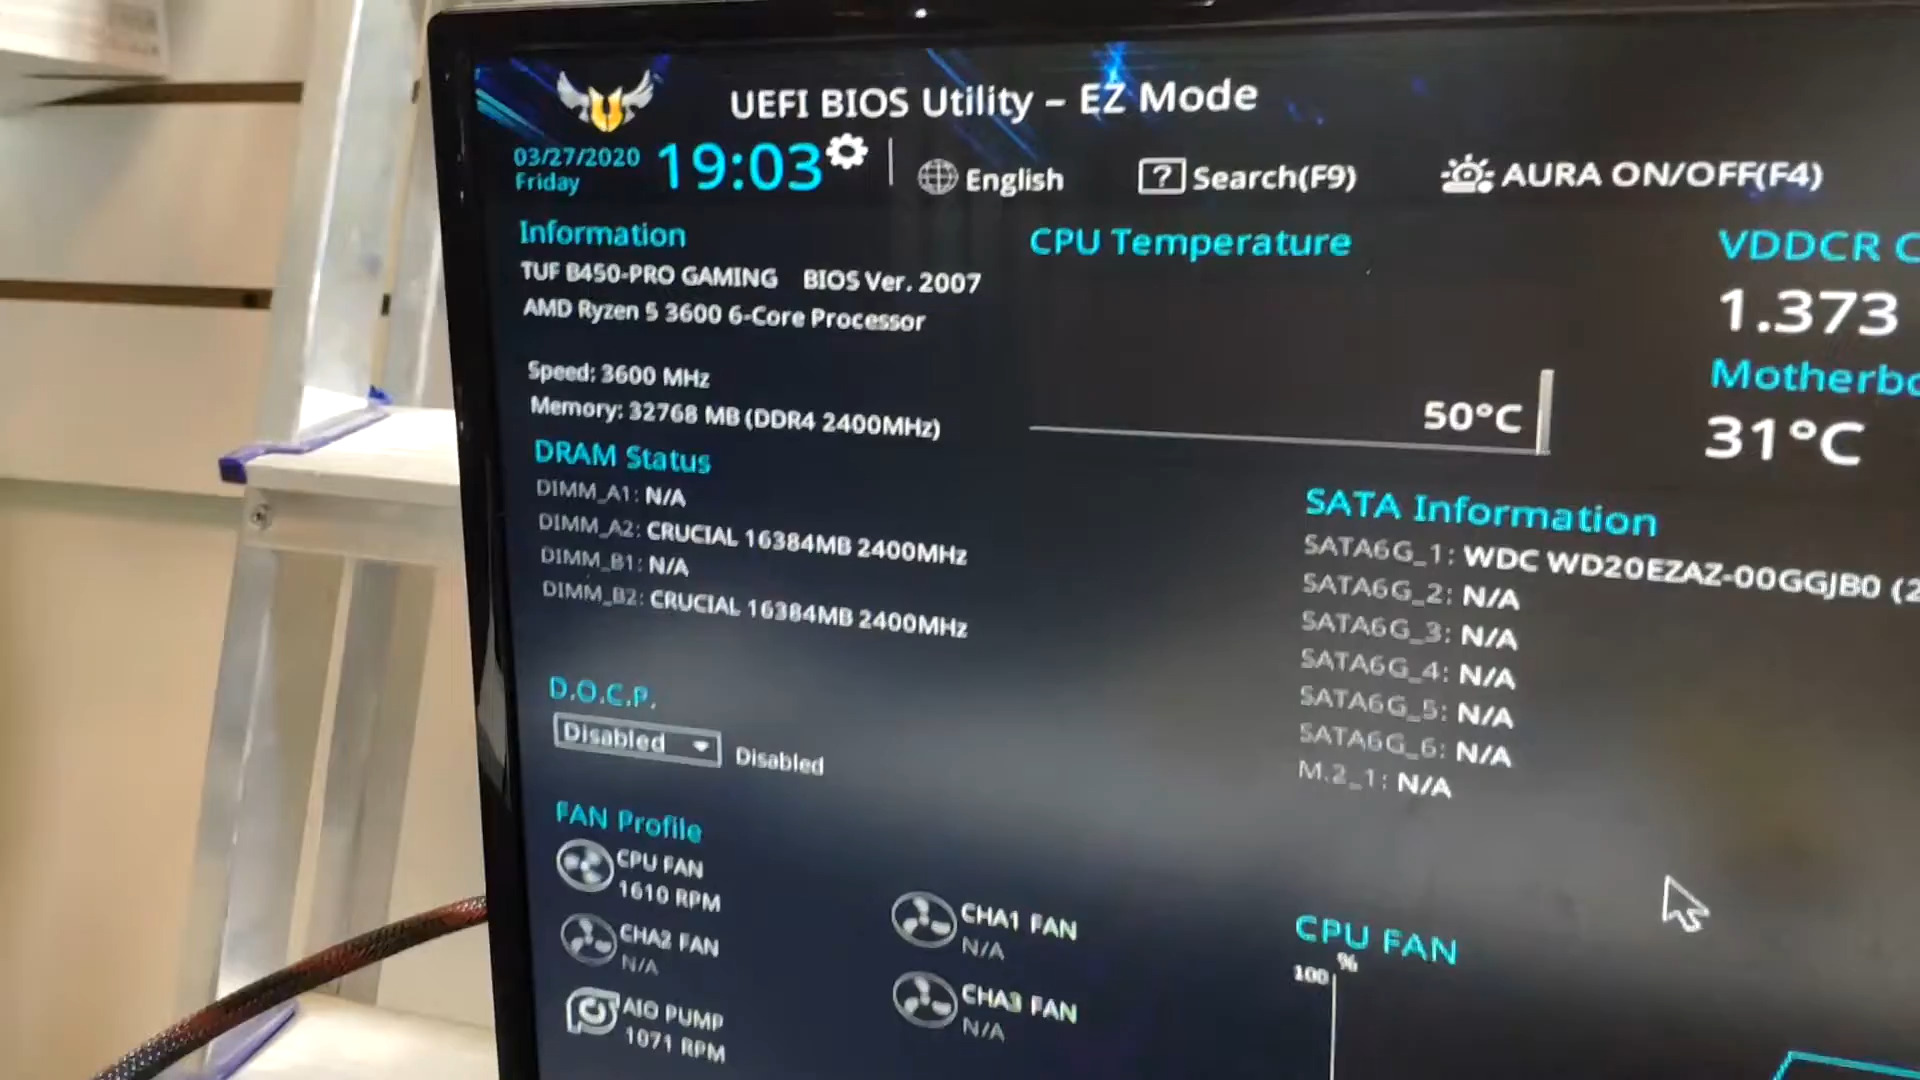 UEFI BIOS Utility – EZ Mode
03/27/2020
Friday
19:03
English
Search(F9)
AURA ON/OFF(F4)
Information
TUF B450-PRO GAMING BIOS Ver. 2007
AMD Ryzen 5 3600 6-Core Processor
Speed: 3600 MHz
Memory: 32768 MB (DDR4 2400MHz)
DRAM Status
DIMM_A1: N/A
DIMM_A2: CRUCIAL 16384MB 2400MHz
DIMM_B1: N/A
DIMM_B2: CRUCIAL 16384MB 2400MHz
D.O.C.P.
Disabled
Disabled
FAN Profile
CPU FAN
1610 RPM
CHA1 FAN
N/A
CHA2 FAN
N/A
CHA3 FAN
N/A
AIO PUMP
1071 RPM
CPU Temperature
50°C
VDDCR C
1.373
Motherbo
31°C
SATA Information
SATA6G_1: WDC WD20EZAZ-00GGJB0 (2
SATA6G_2: N/A
SATA6G_3: N/A
SATA6G_4: N/A
SATA6G_5: N/A
SATA6G_6: N/A
M.2_1: N/A
CPU FAN
%
100